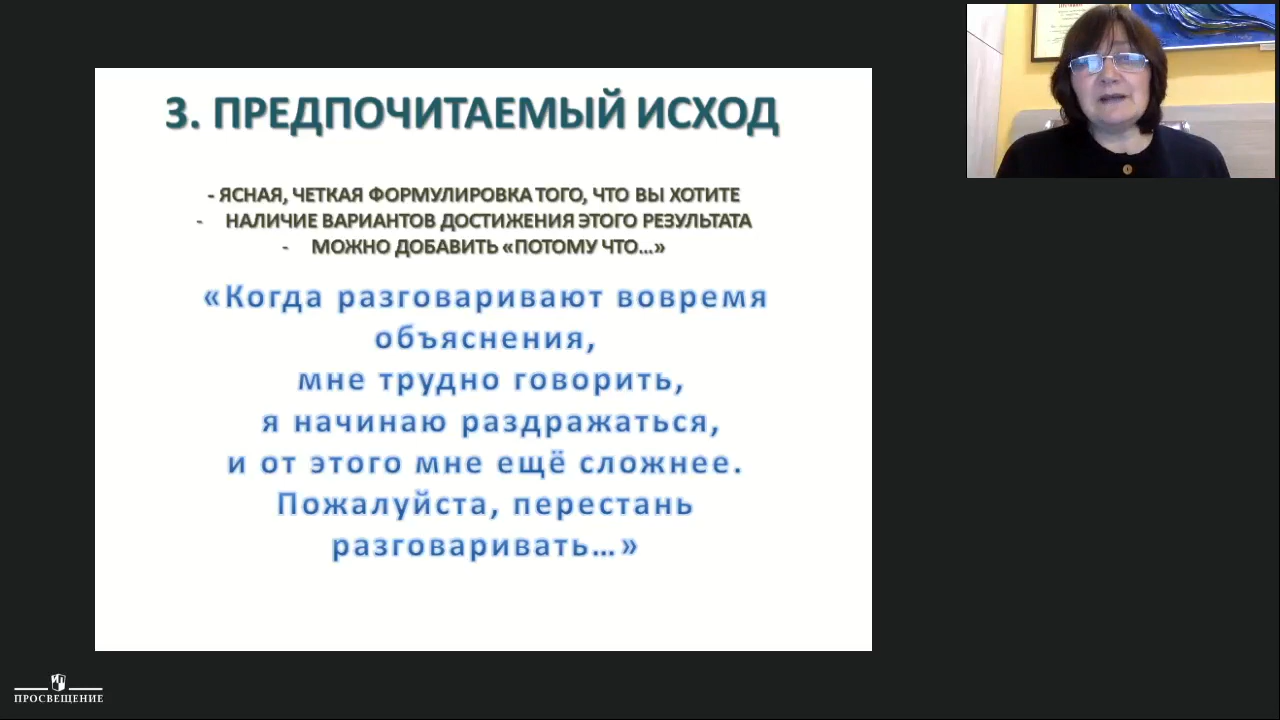 3. ПРЕДПОЧИТАЕМЫЙ ИСХОД
- ЯСНАЯ, ЧЕТКАЯ ФОРМУЛИРОВКА ТОГО, ЧТО ВЫ ХОТИТЕ
- НАЛИЧИЕ ВАРИАНТОВ ДОСТИЖЕНИЯ ЭТОГО РЕЗУЛЬТАТА
- МОЖНО ДОБАВИТЬ «ПОТОМУ ЧТО…»
«Когда разговаривают вовремя
объяснения,
мне трудно говорить,
я начинаю раздражаться,
и от этого мне ещё сложнее.
Пожалуйста, перестань
разговаривать…»
ПРОСВЕЩЕНИЕ